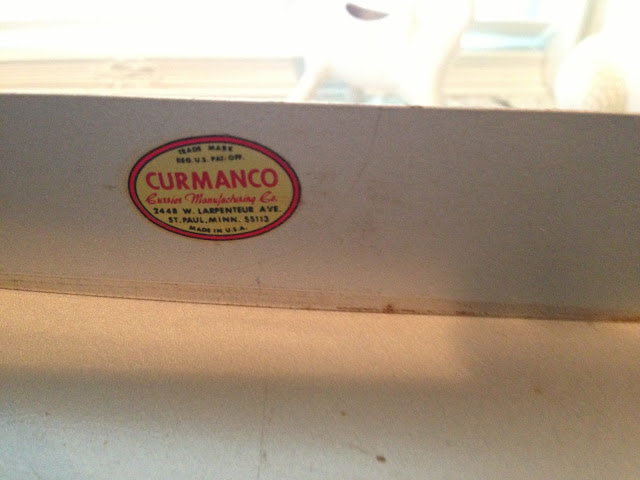 TRADE MARK
REG. U.S. PAT. OFF.
CURMANCO
Currier Manufacturing Co.
2448 W. LARPENTEUR AVE.
ST. PAUL, MINN. 55113
MADE IN U.S.A.